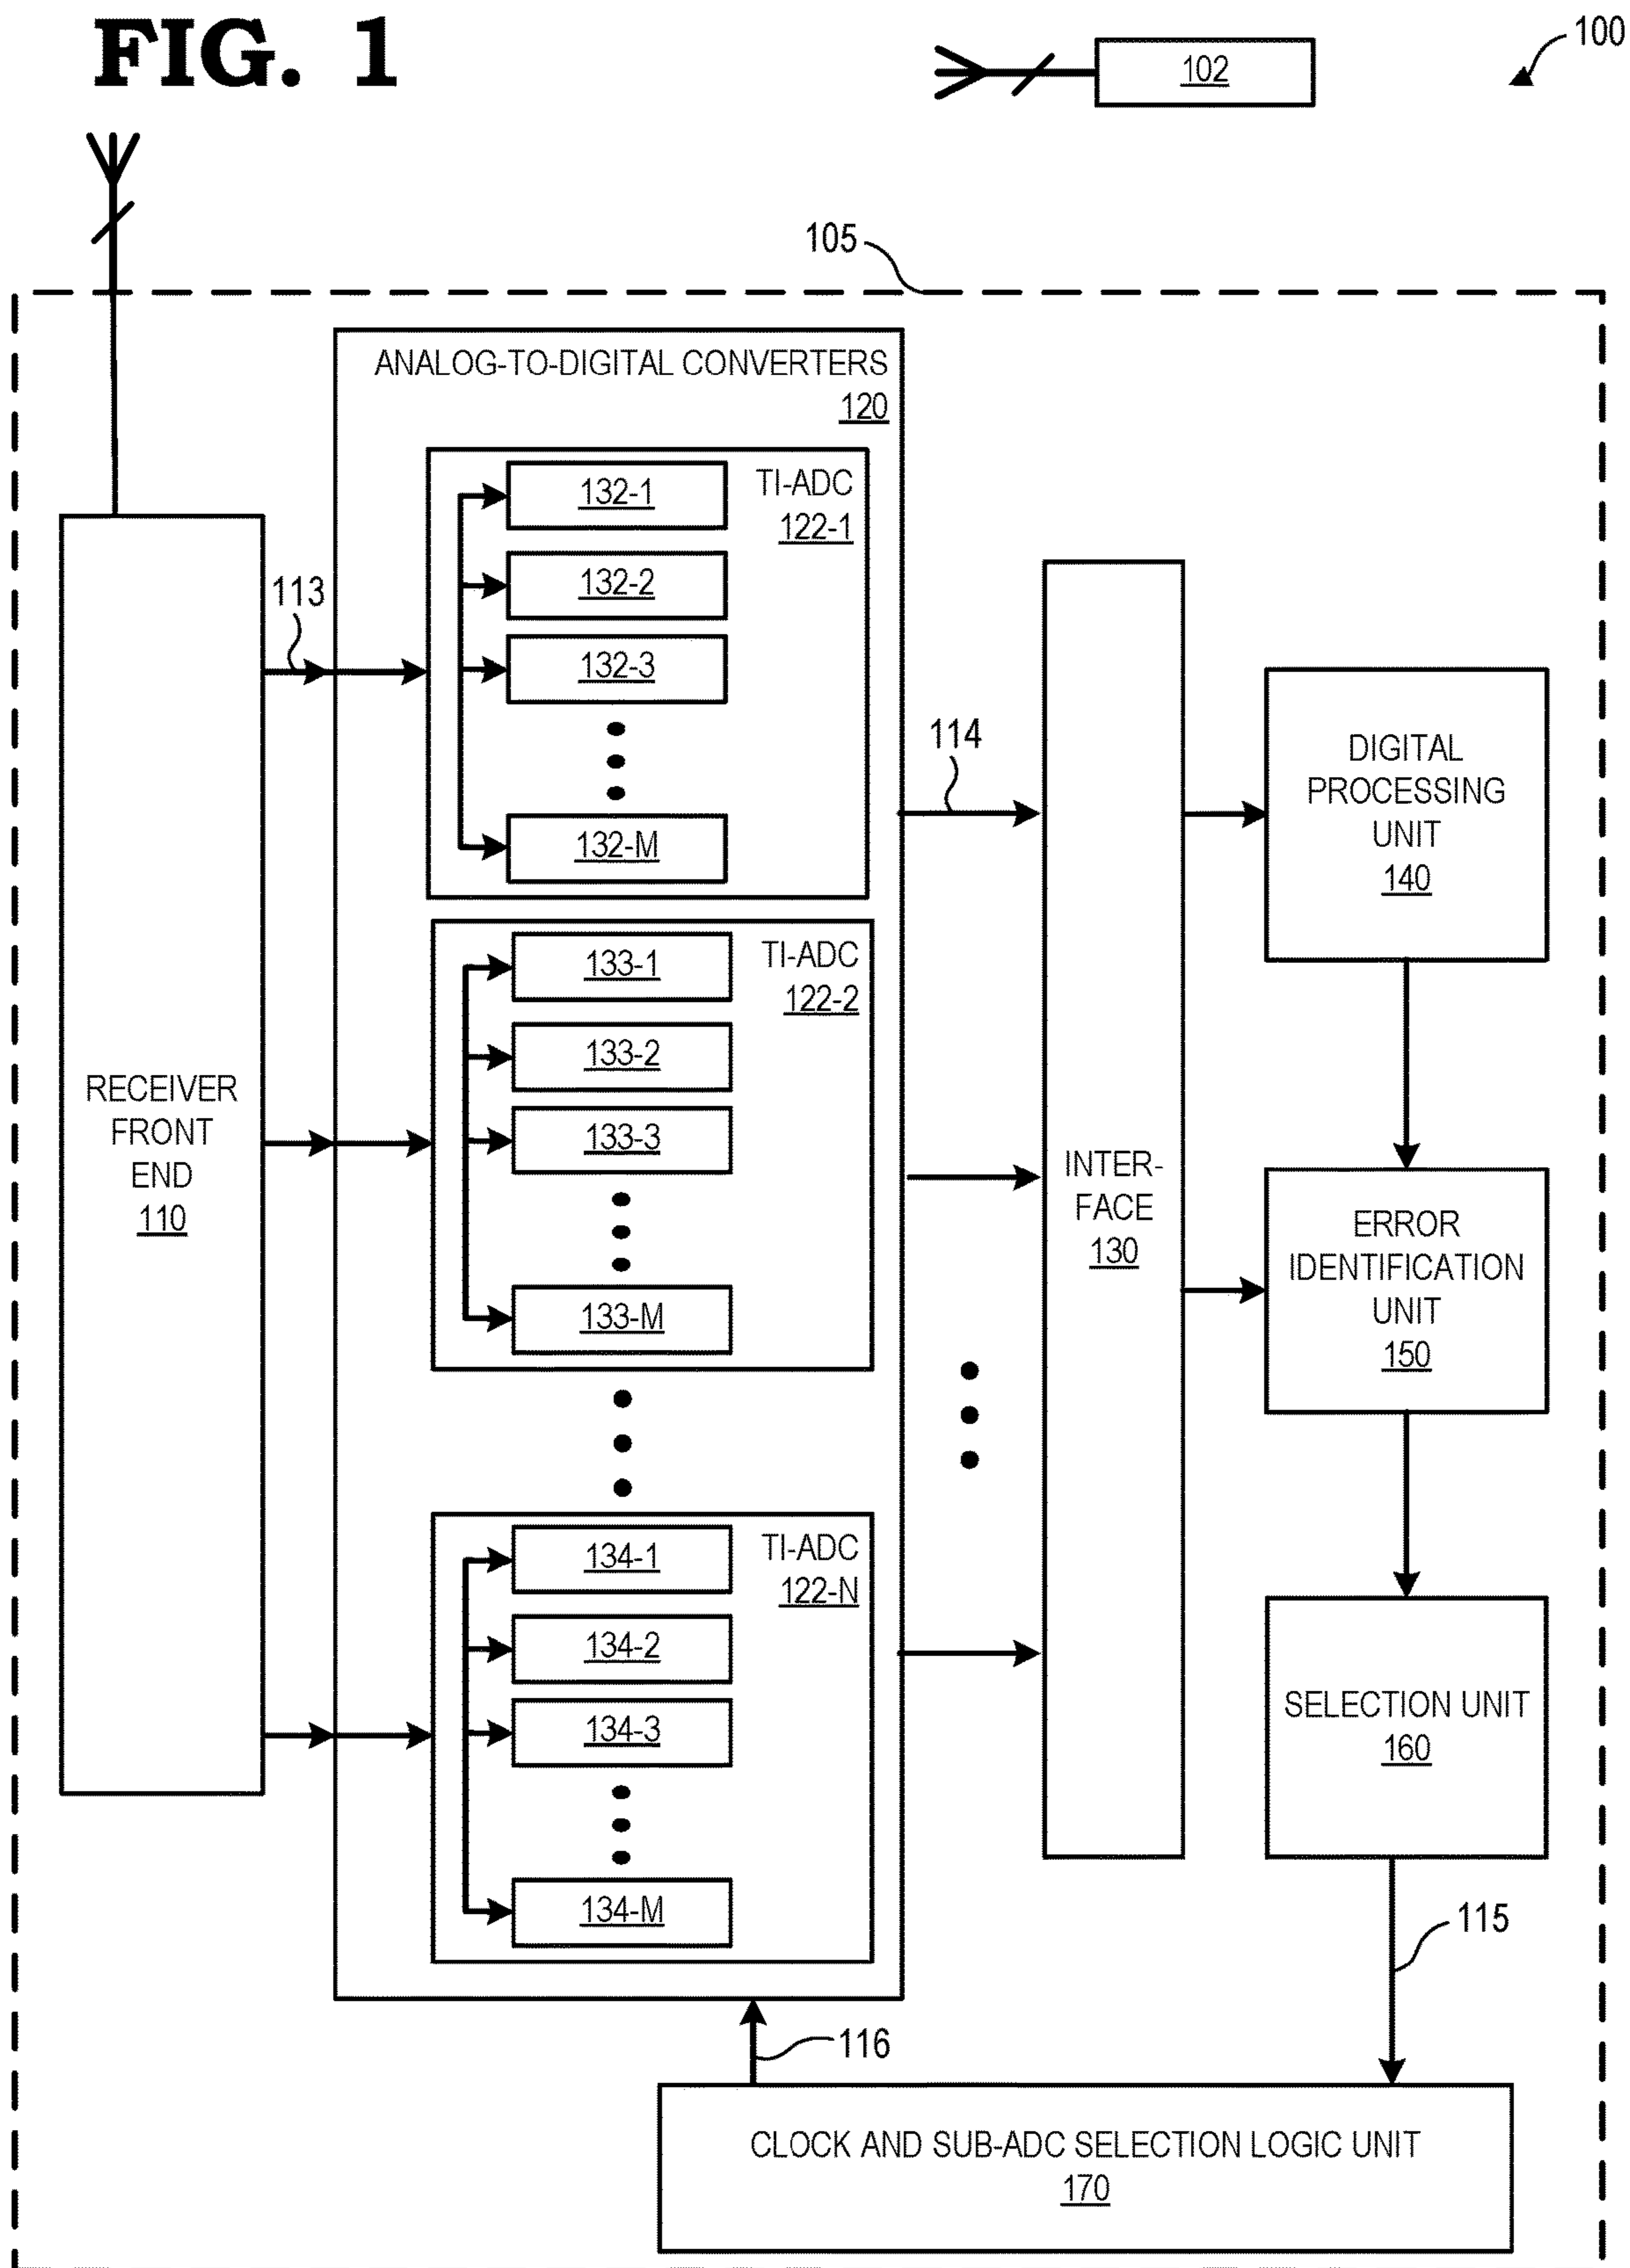 FIG. 1
102
100
105
ANALOG-TO-DIGITAL CONVERTERS
120
TI-ADC
122-1
132-1
132-2
132-3
132-M
113
114
TI-ADC
122-2
133-1
133-2
133-3
133-M
RECEIVER
FRONT
END
110
INTER-
FACE
130
DIGITAL
PROCESSING
UNIT
140
ERROR
IDENTIFICATION
UNIT
150
TI-ADC
122-N
134-1
134-2
134-3
134-M
SELECTION UNIT
160
115
116
CLOCK AND SUB-ADC SELECTION LOGIC UNIT
170